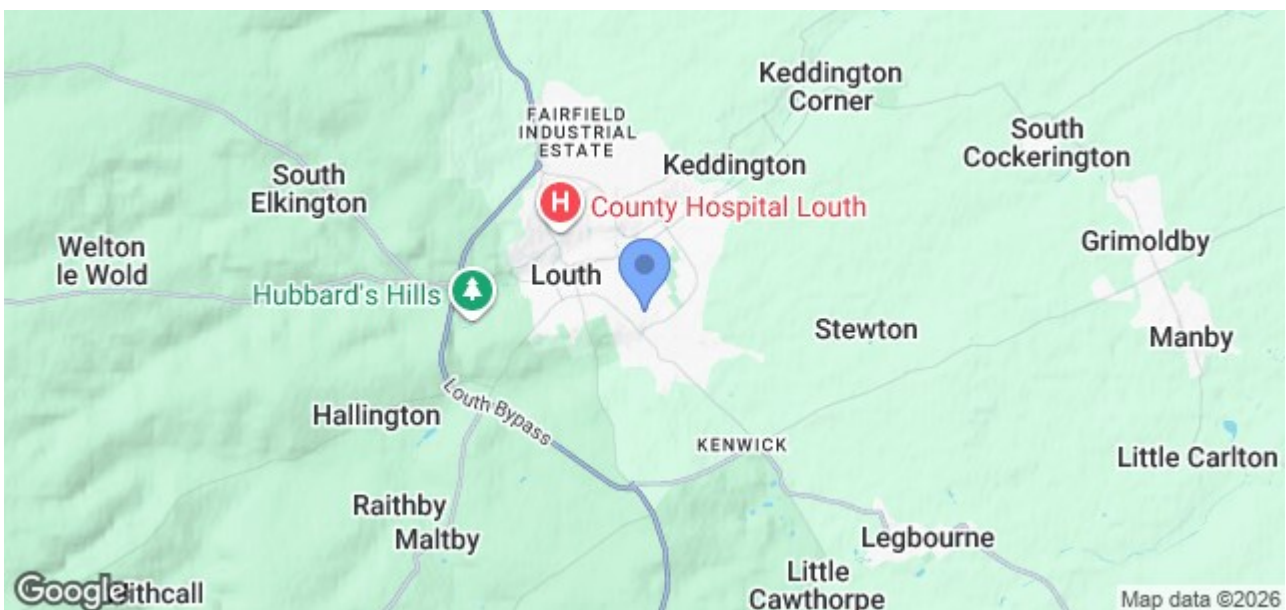 Keddington
Corner
FAIRFIELD
INDUSTRIAL
ESTATE
South
Cockerington
Keddington
South
Elkington
H
County Hospital Louth
Welton
le Wold
Grimoldby
Louth
Hubbard's Hills
Stewton
Manby
Louth Bypass
Hallington
KENWICK
Little Carlton
Raithby
Maltby
Legbourne
Little
Cawthorpe
Google
ithcall
Map data ©2026